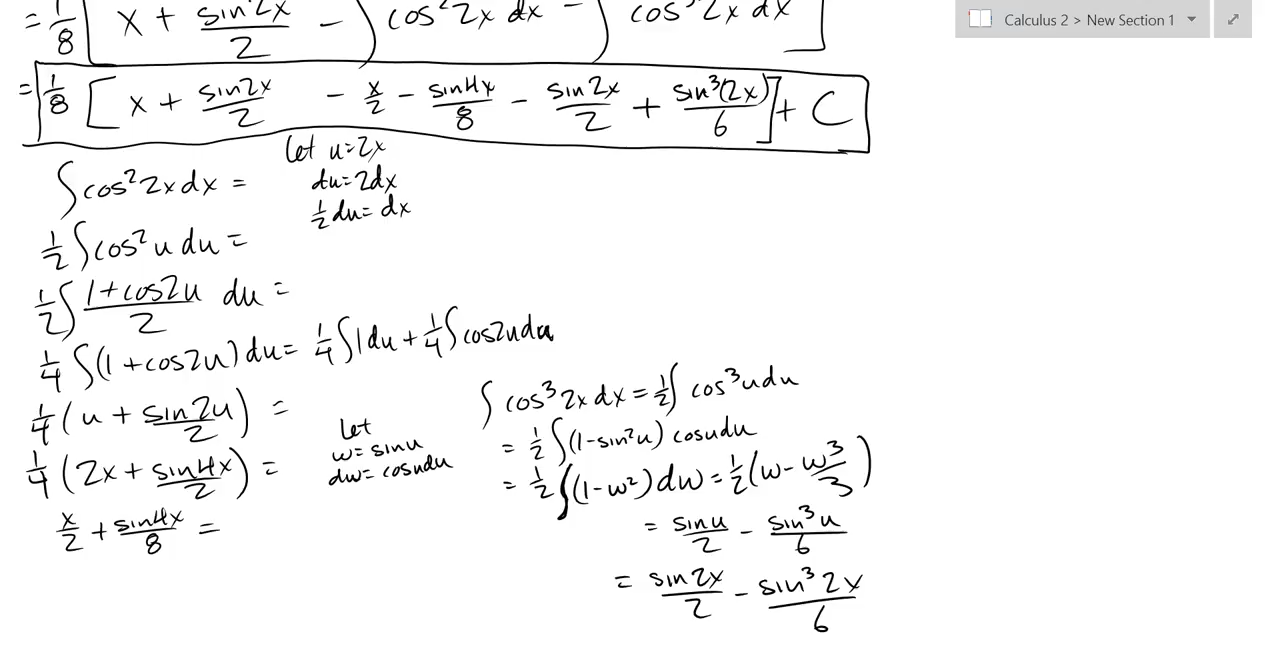 = 1/8 [ x + sin2x/2 − ∫cos²2x dx − ∫cos³2x dx ]
Calculus 2 > New Section 1
= 1/8 [ x + sin2x/2 − x/2 − sin4x/8 − sin2x/2 + sin³(2x)/6 ] + C
let u=2x
∫cos²2x dx =
du=2dx
1/2 du = dx
1/2 ∫cos²u du =
1/2 ∫ (1+cos2u)/2 du =
1/4 ∫(1+cos2u) du = 1/4 ∫1du + 1/4 ∫cos2udu
1/4 (u + sin2u/2) =
1/4 (2x + sin4x/2) =
x/2 + sin4x/8 =
Let
w=sinu
dw=cosudu
∫cos³2x dx = 1/2 ∫ cos³udu
= 1/2 ∫(1-sin²u) cosudu
= 1/2 ∫(1-w²)dw = 1/2 (w - w³/3)
= sinu/2 − sin³u/6
= sin2x/2 − sin³2x/6